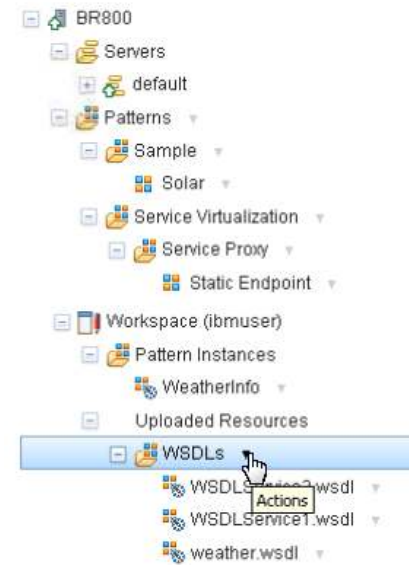 BR800
Servers
default
Patterns
Sample
Solar
Service Virtualization
Service Proxy
Static Endpoint
Workspace (ibmuser)
Pattern Instances
WeatherInfo
Uploaded Resources
WSDLs
Actions
WSDLService1.wsdl
weather.wsdl